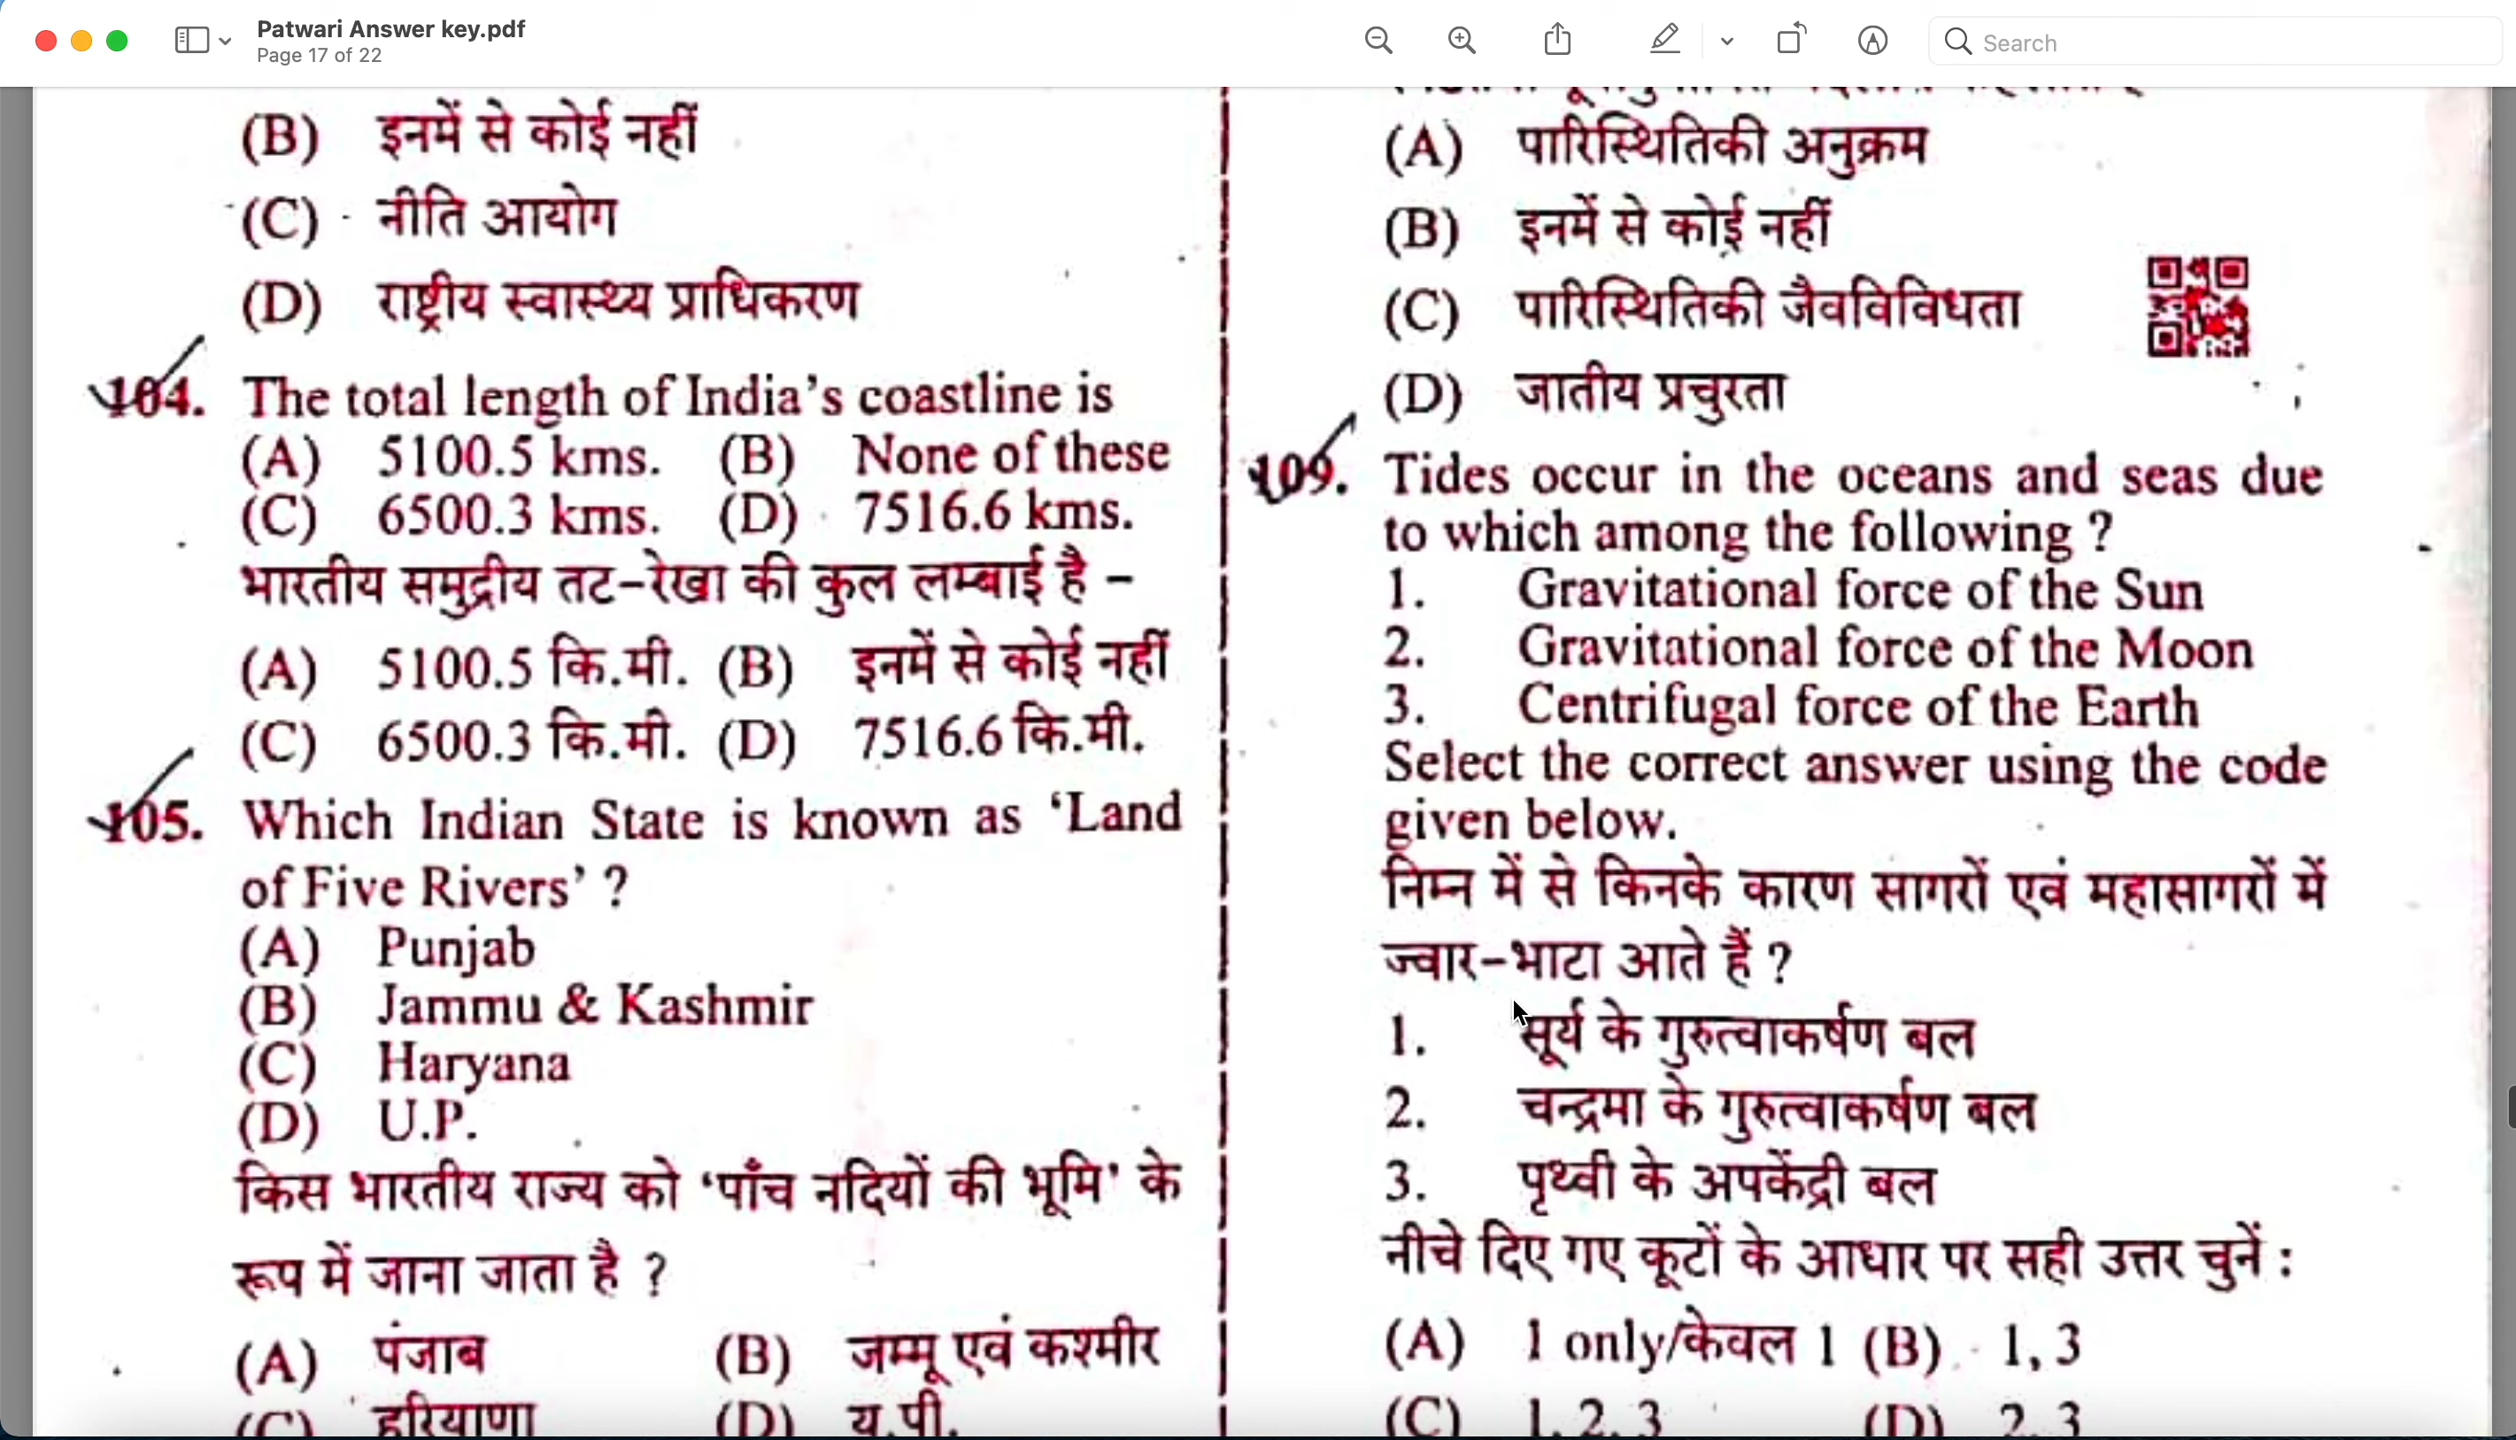 Patwari Answer key.pdf
Page 17 of 22
Search
(B) इनमें से कोई नहीं
(C) नीति आयोग
(D) राष्ट्रीय स्वास्थ्य प्राधिकरण
104. The total length of India's coastline is
(A) 5100.5 kms. (B) None of these
(C) 6500.3 kms. (D) 7516.6 kms.
भारतीय समुद्रीय तट-रेखा की कुल लम्बाई है –
(A) 5100.5 कि.मी. (B) इनमें से कोई नहीं
(C) 6500.3 कि.मी. (D) 7516.6 कि.मी.
105. Which Indian State is known as 'Land
of Five Rivers' ?
(A) Punjab
(B) Jammu & Kashmir
(C) Haryana
(D) U.P.
किस भारतीय राज्य को 'पाँच नदियों की भूमि' के
रूप में जाना जाता है ?
(A) पंजाब (B) जम्मू एवं कश्मीर
(C) हरियाणा (D) यू.पी.
(A) पारिस्थितिकी अनुक्रम
(B) इनमें से कोई नहीं
(C) पारिस्थितिकी जैवविविधता
(D) जातीय प्रचुरता
109. Tides occur in the oceans and seas due
to which among the following ?
1. Gravitational force of the Sun
2. Gravitational force of the Moon
3. Centrifugal force of the Earth
Select the correct answer using the code
given below.
निम्न में से किनके कारण सागरों एवं महासागरों में
ज्वार-भाटा आते हैं ?
1. सूर्य के गुरुत्वाकर्षण बल
2. चन्द्रमा के गुरुत्वाकर्षण बल
3. पृथ्वी के अपकेंद्री बल
नीचे दिए गए कूटों के आधार पर सही उत्तर चुनें :
(A) 1 only/केवल 1 (B) 1, 3
(C) 1, 2, 3 (D) 2, 3